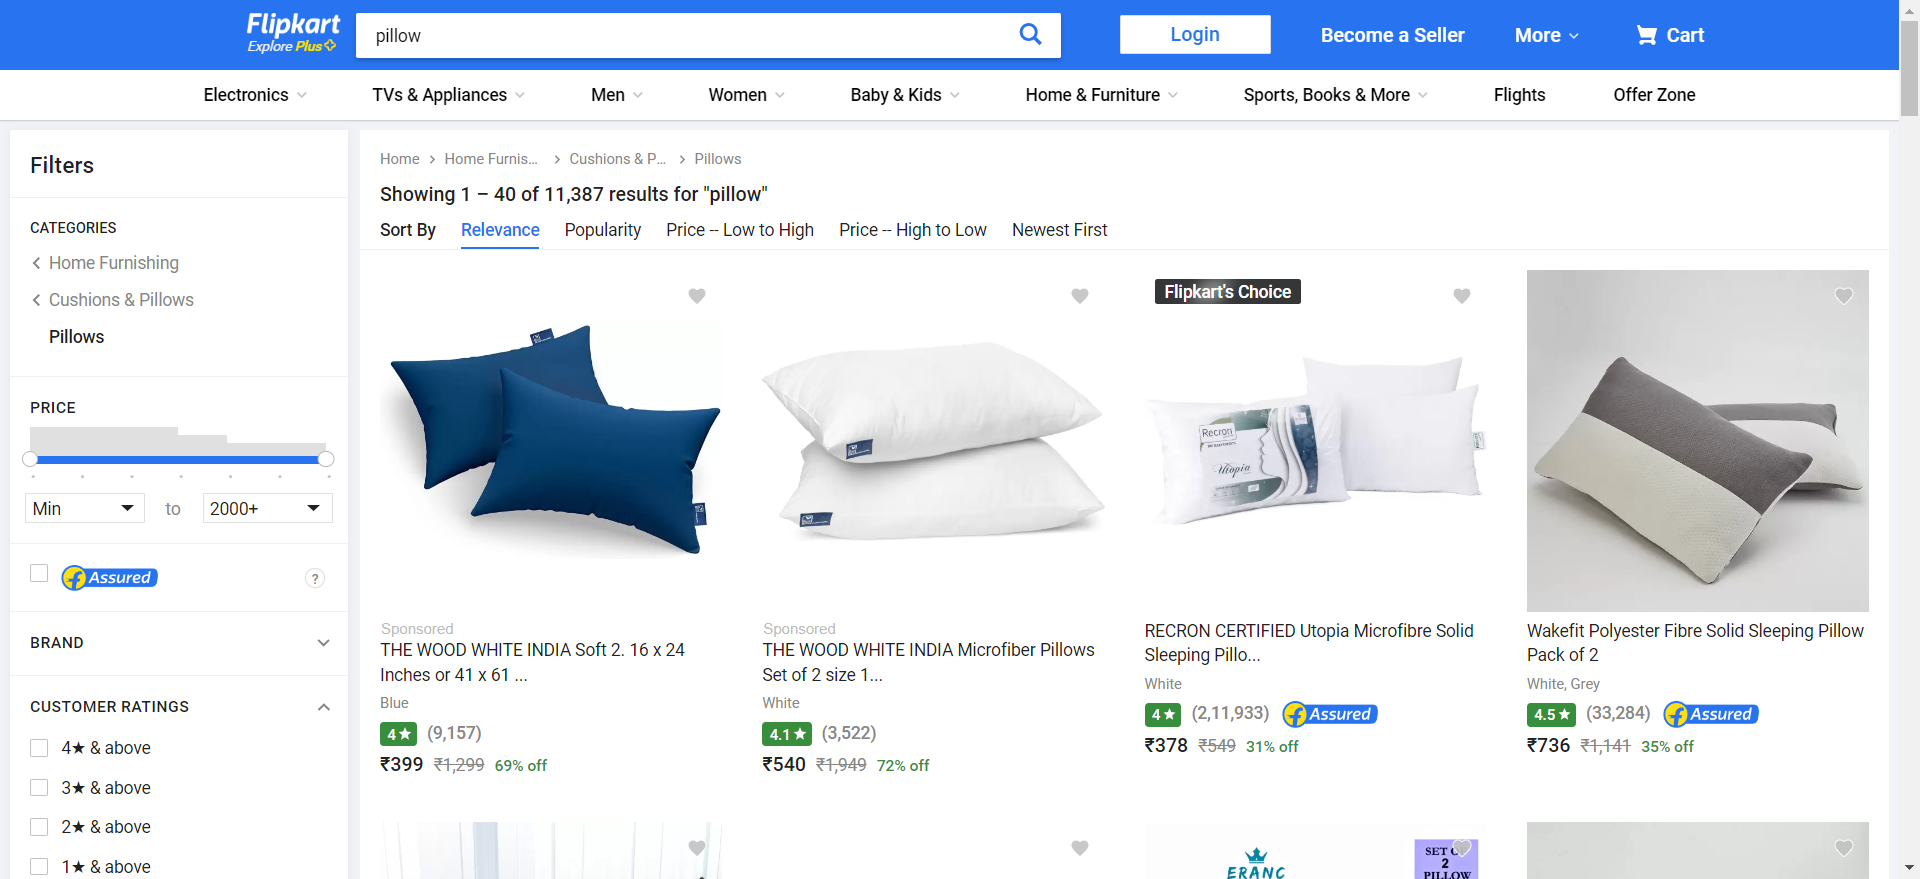 Flipkart
Explore Plus
pillow
Login
Become a Seller
More
Cart
Electronics
TVs & Appliances
Men
Women
Baby & Kids
Home & Furniture
Sports, Books & More
Flights
Offer Zone
Filters
CATEGORIES
Home Furnishing
Cushions & Pillows
Pillows
PRICE
Min
to
2000+
Assured
?
BRAND
CUSTOMER RATINGS
4★ & above
3★ & above
2★ & above
1★ & above
Home
Home Furnis...
Cushions & P...
Pillows
Showing 1 – 40 of 11,387 results for "pillow"
Sort By
Relevance
Popularity
Price -- Low to High
Price -- High to Low
Newest First
Sponsored
THE WOOD WHITE INDIA Soft 2. 16 x 24
Inches or 41 x 61 ...
Blue
4★ (9,157)
₹399 ₹1,299 69% off
Sponsored
THE WOOD WHITE INDIA Microfiber Pillows
Set of 2 size 1...
White
4.1★ (3,522)
₹540 ₹1,949 72% off
Flipkart's Choice
Recron
Utopia
RECRON CERTIFIED Utopia Microfibre Solid
Sleeping Pillo...
White
4★ (2,11,933) Assured
₹378 ₹549 31% off
Wakefit Polyester Fibre Solid Sleeping Pillow
Pack of 2
White, Grey
4.5★ (33,284) Assured
₹736 ₹1,141 35% off
ERANC
SET OF
2
PILLOW